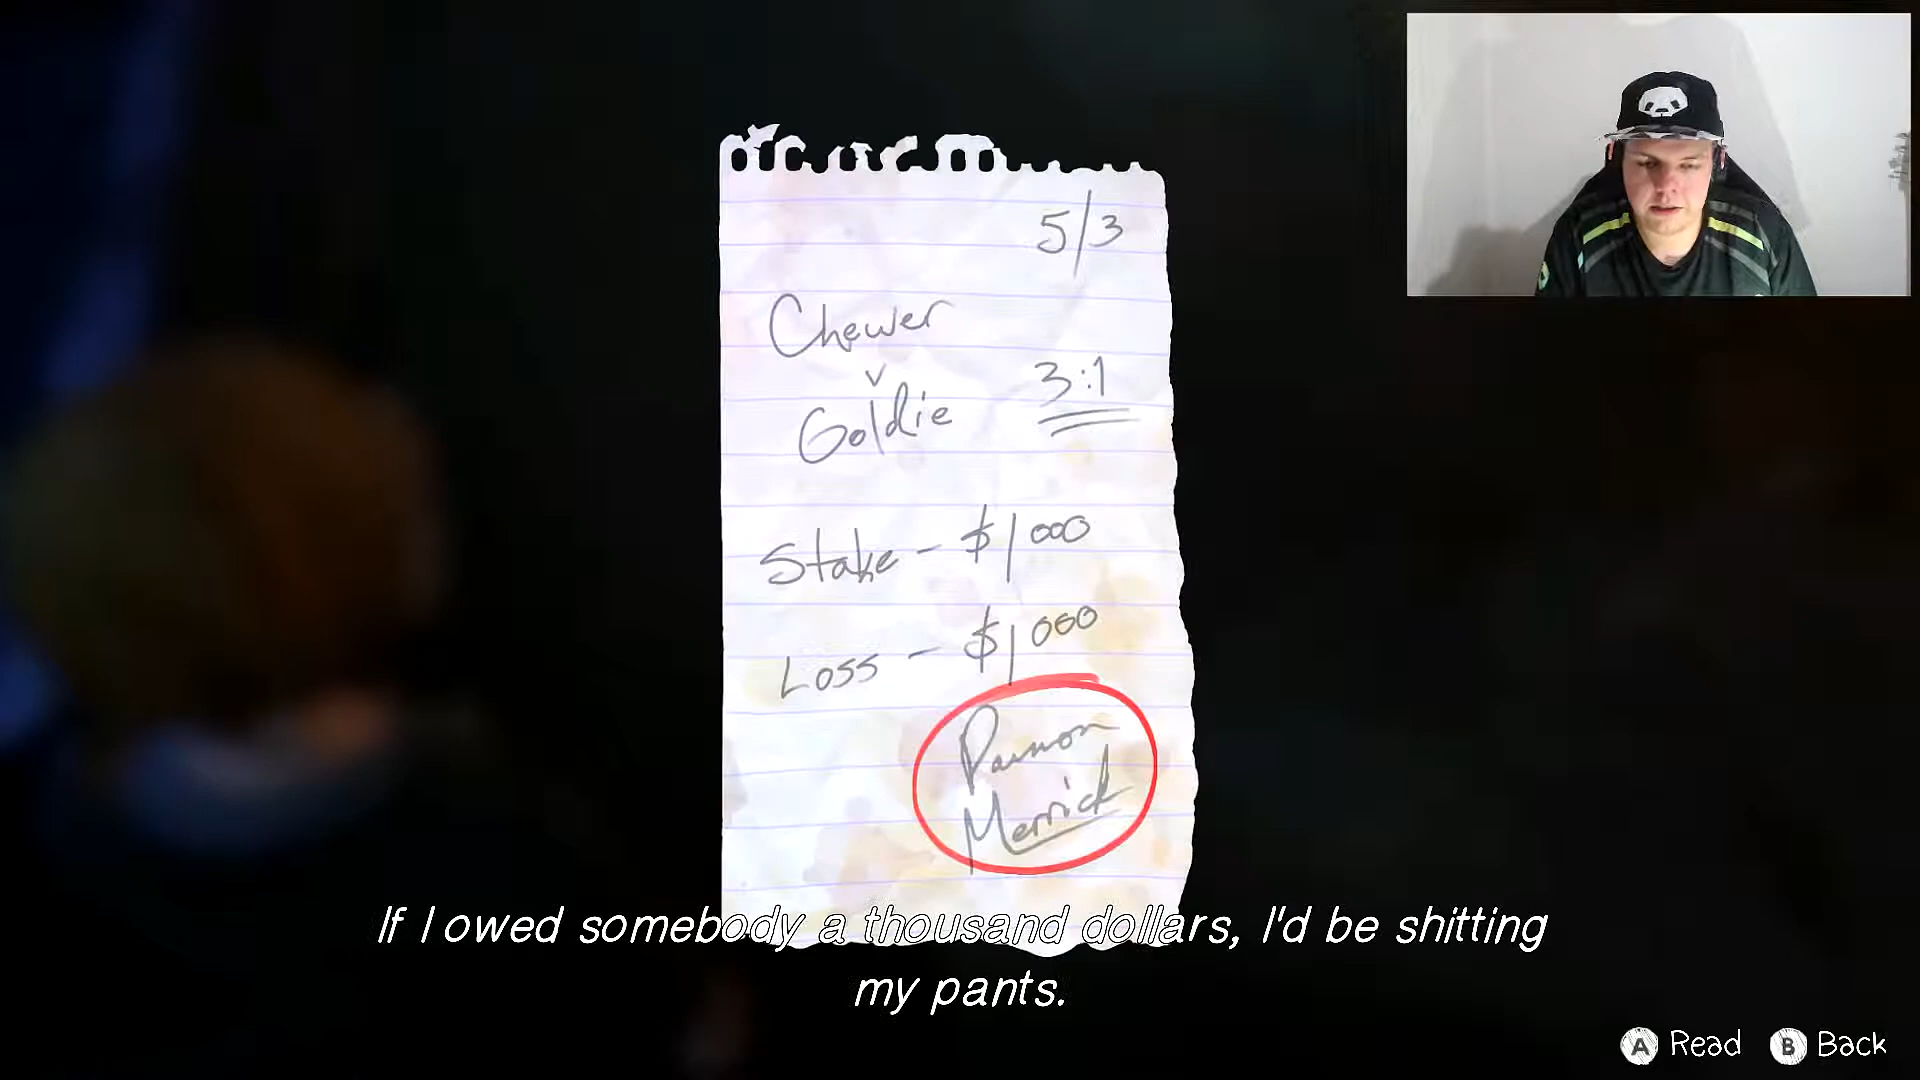 5/3
Chewer
v
Goldie 3:1
Stake - $1000
Loss - $1000
Damon
Merrick
If I owed somebody a thousand dollars, I'd be shitting
my pants.
A Read B Back